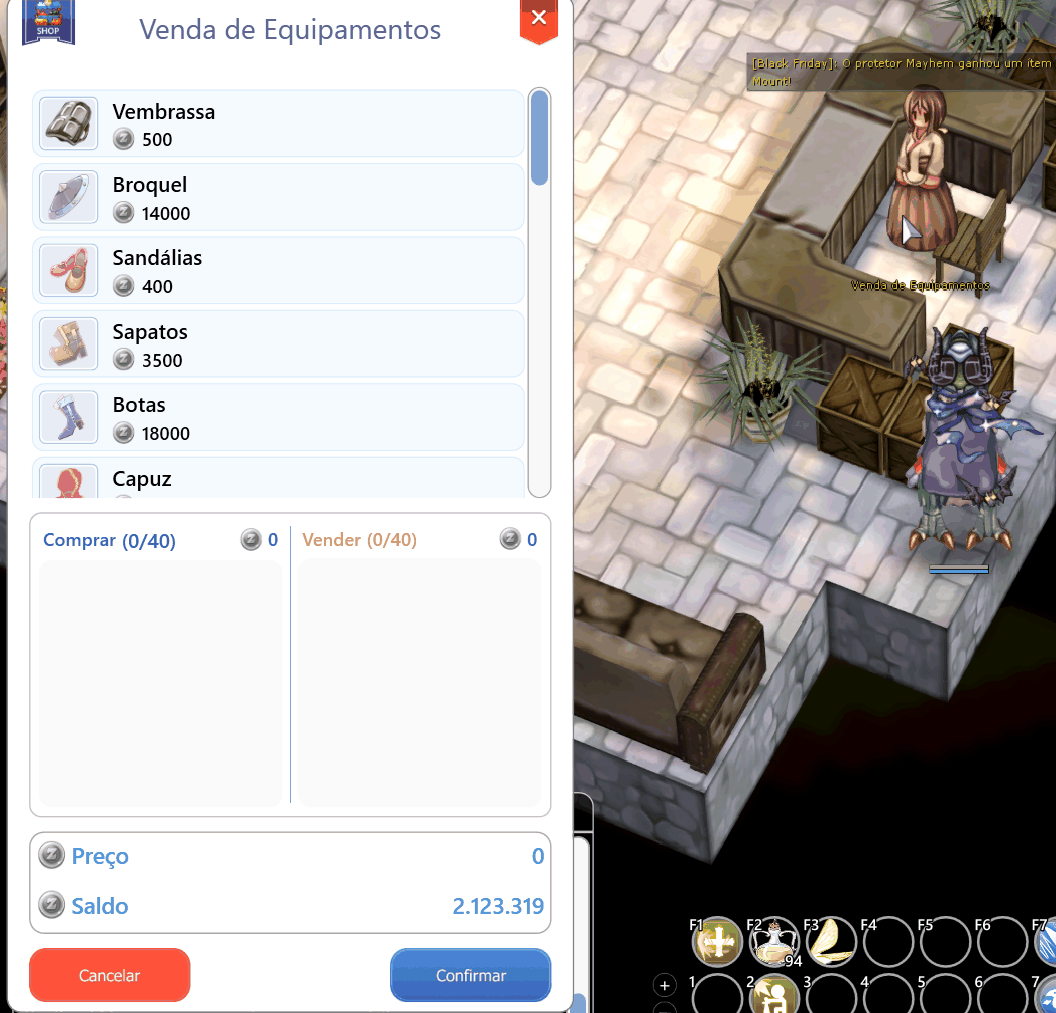 SHOP
Venda de Equipamentos
Vembrassa
500
Broquel
14000
Sandálias
400
Sapatos
3500
Botas
18000
Capuz
Comprar (0/40) 0
Vender (0/40) 0
Preço 0
Saldo 2.123.319
Cancelar
Confirmar
[Black Friday]: O protetor Mayhem ganhou um item
Mount!
Venda de Equipamentos
F1 F2 F3 F4 F5 F6 F7
94
1 2 3 4 5 6 7